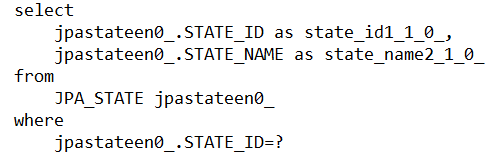 select
    jpastateen0_.STATE_ID as state_id1_1_0_,
    jpastateen0_.STATE_NAME as state_name2_1_0_
from
    JPA_STATE jpastateen0_
where
    jpastateen0_.STATE_ID=?